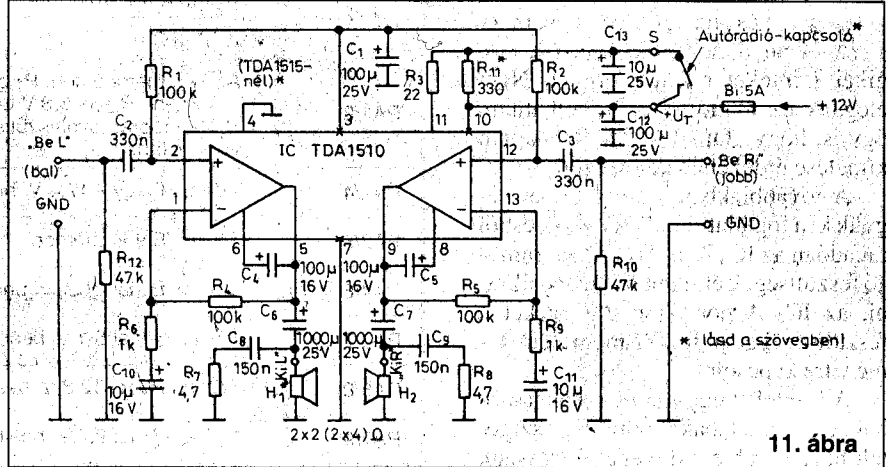 Autórádió-kapcsoló*
(TDA1515-
nél)*
R1
100k
C1
100µ
25V
R3
22
R11*
330
R2
100k
C13
10µ
25V
S
Bi 5A
+12V
+UT
C12
100µ
25V
4
3
11
10
C2
330n
„Be L"
(bal)
GND
IC TDA1510
2
+
1
−
12
+
13
−
C3
330n
„Be R"
(jobb)
GND
6
5
7
9
8
C4
100µ
16V
100µ
16V
C5
R12
47k
R4
100k
R5
100k
R10
47k
R6
1k
C6
1000µ
25V
C7
1000µ
25V
R9
1k
C8
150n
C9
150n
„Ki L"
„Ki R"
R7
4,7
R8
4,7
H1
H2
C10
10µ
16V
C11
10µ
16V
* lásd a szövegben!
2x2 (2x4) Ω
11. ábra